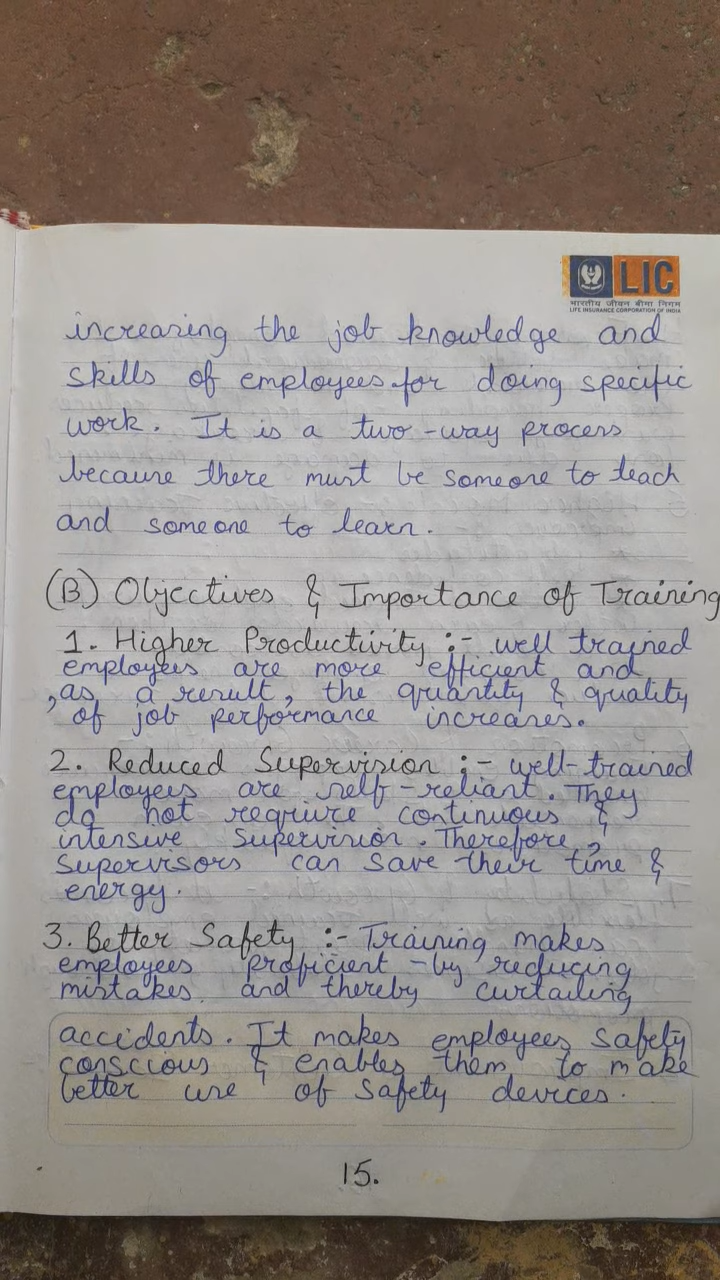 LIC
भारतीय जीवन बीमा निगम
LIFE INSURANCE CORPORATION OF INDIA
increasing the job knowledge and
skills of employees for doing specific
work. It is a two-way process
because there must be someone to teach
and someone to learn.
(B) Objectives & Importance of Training
1. Higher Productivity :- well trained
employees are more efficient and
, as a result, the quantity & quality
of job performance increases.
2. Reduced Supervision :- well-trained
employees are self-reliant. They
do not require continuous &
intensive supervision. Therefore,
supervisors can save their time &
energy.
3. Better Safety :- Training makes
employees proficient by reducing
mistakes and thereby curtailing
accidents. It makes employees safety
conscious & enables them to make
better use of safety devices.
15.